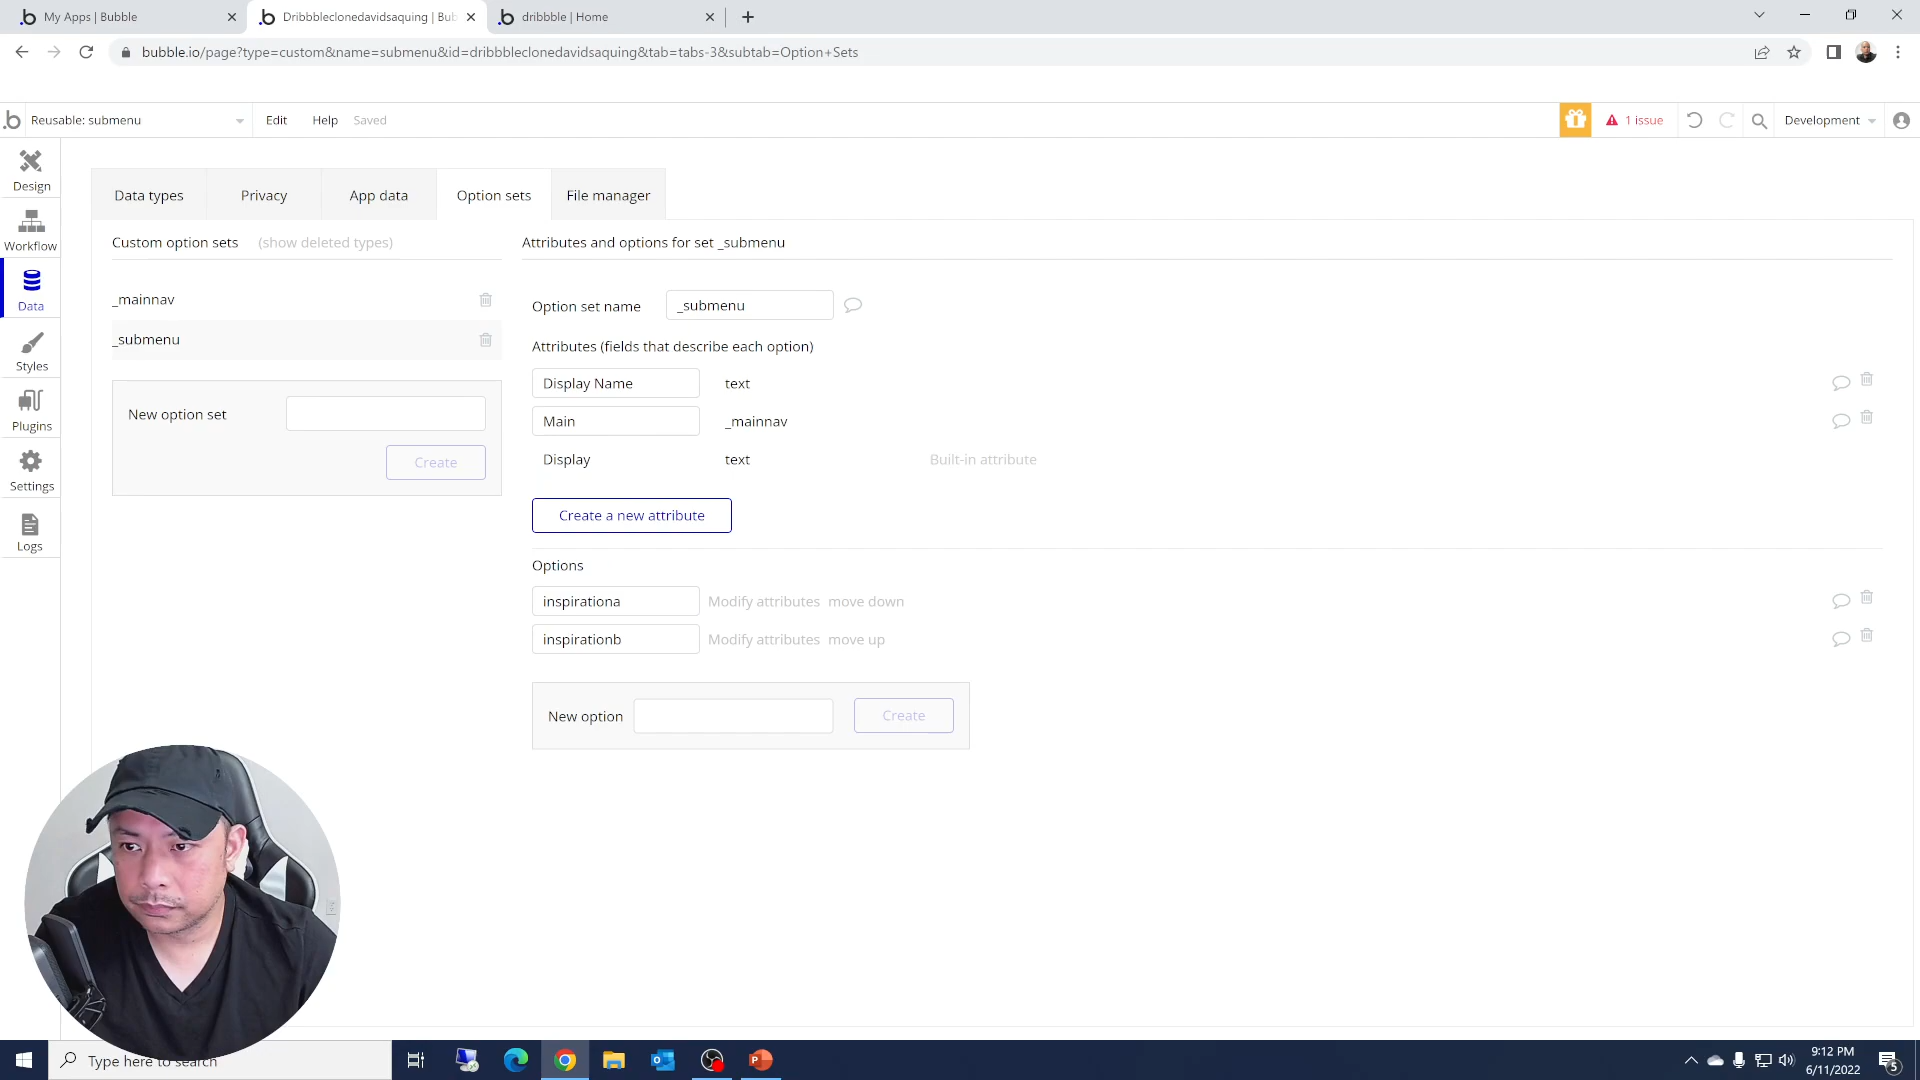 My Apps | Bubble
Dribbbleclonedavidsaquing | Bub
dribbble | Home
bubble.io/page?type=custom&name=submenu&id=dribbbleclonedavidsaquing&tab=tabs-3&subtab=Option+Sets
Reusable: submenu
Edit
Help
Saved
1 issue
Development
Design
Workflow
Data
Styles
Plugins
Settings
Logs
Data types
Privacy
App data
Option sets
File manager
Custom option sets (show deleted types)
_mainnav
_submenu
New option set
Create
Attributes and options for set _submenu
Option set name _submenu
Attributes (fields that describe each option)
Display Name text
Main _mainnav
Display text Built-in attribute
Create a new attribute
Options
inspirationa Modify attributes move down
inspirationb Modify attributes move up
New option Create
Type here to search
9:12 PM
6/11/2022
5